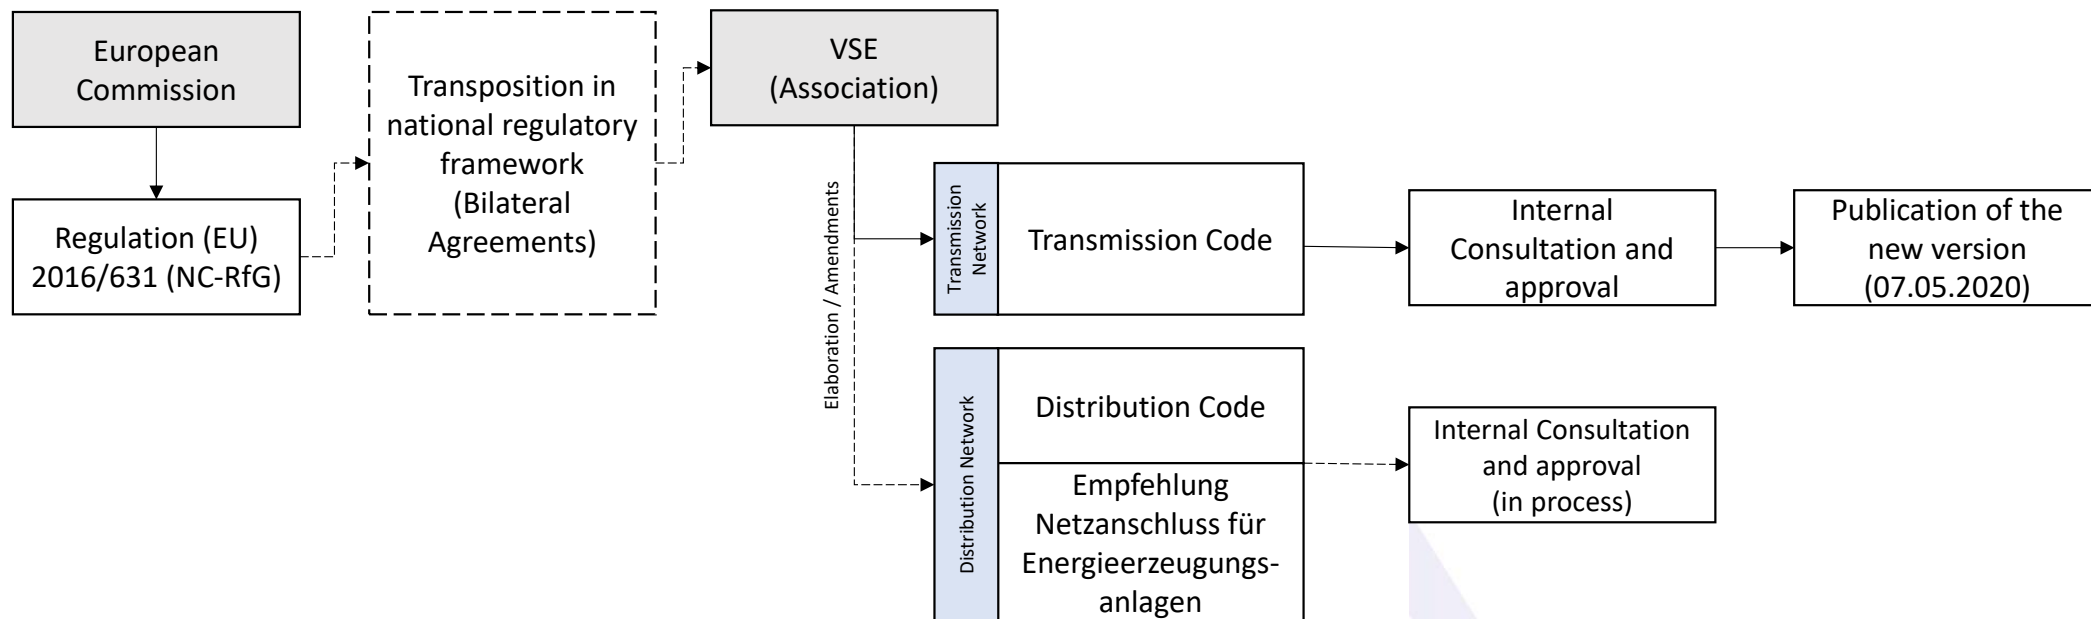 European
Commission
Regulation (EU)
2016/631 (NC-RfG)
Transposition in
national regulatory
framework
(Bilateral
Agreements)
VSE
(Association)
Elaboration / Amendments
Transmission
Network
Transmission Code
Internal
Consultation and
approval
Publication of the
new version
(07.05.2020)
Distribution Network
Distribution Code
Empfehlung
Netzanschluss für
Energieerzeugungs-
anlagen
Internal Consultation
and approval
(in process)